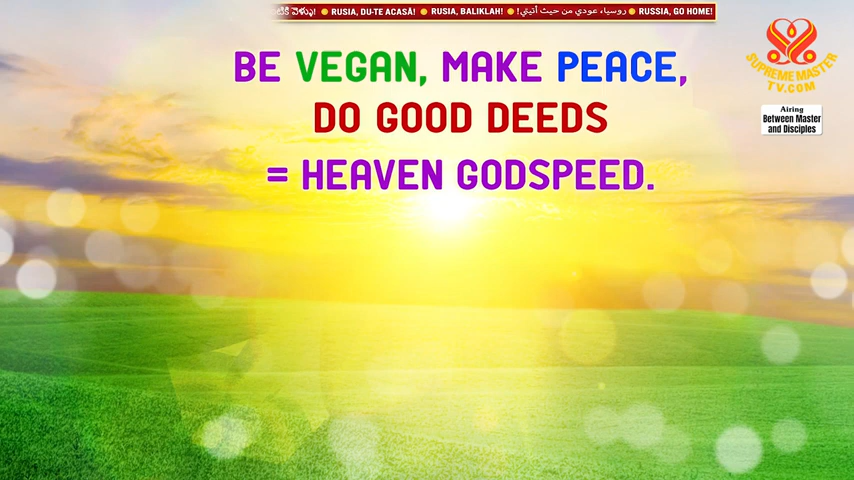 RUSIA, DU-TE ACASĂ! RUSIA, BALIKLAH! روسيا، عودي من حيث أتيتي! RUSSIA, GO HOME!
BE VEGAN, MAKE PEACE,
DO GOOD DEEDS
= HEAVEN GODSPEED.
SUPREME MASTER
TV.COM
Airing
Between Master
and Disciples